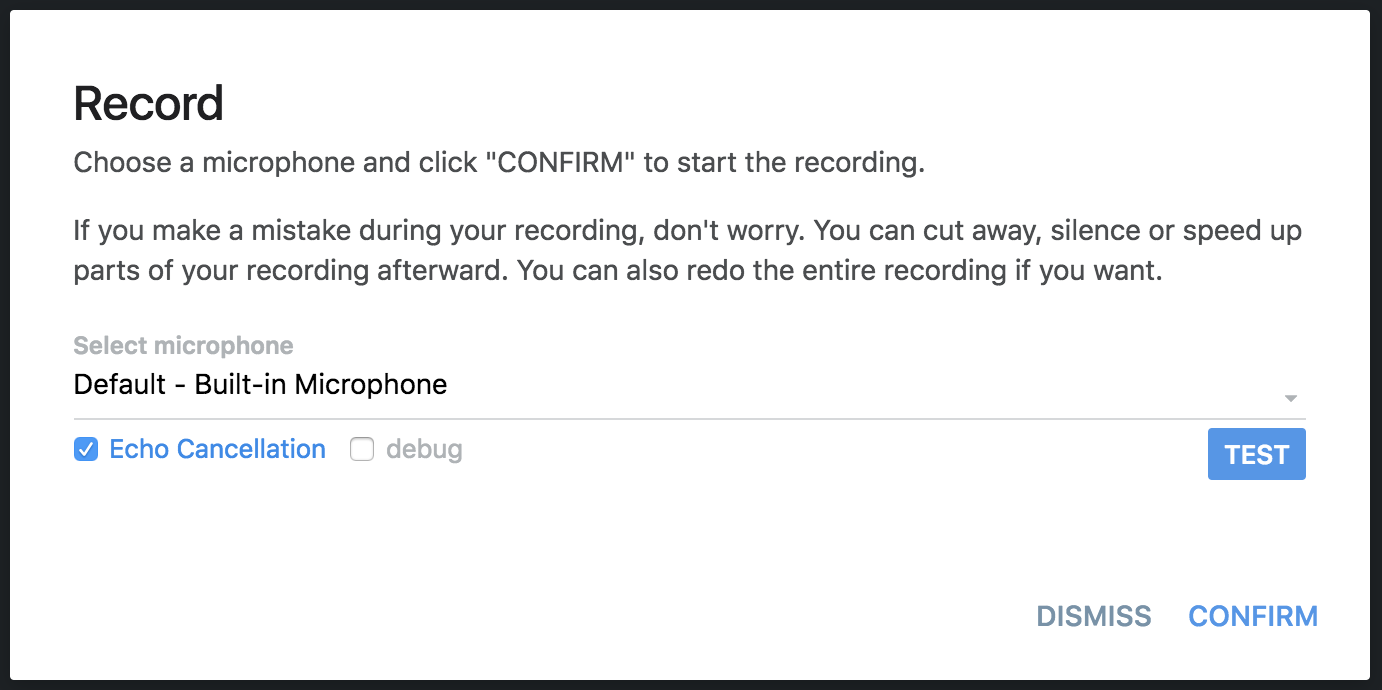 Record
Choose a microphone and click "CONFIRM" to start the recording.
If you make a mistake during your recording, don't worry. You can cut away, silence or speed up
parts of your recording afterward. You can also redo the entire recording if you want.
Select microphone
Default - Built-in Microphone
Echo Cancellation debug
TEST
DISMISS CONFIRM